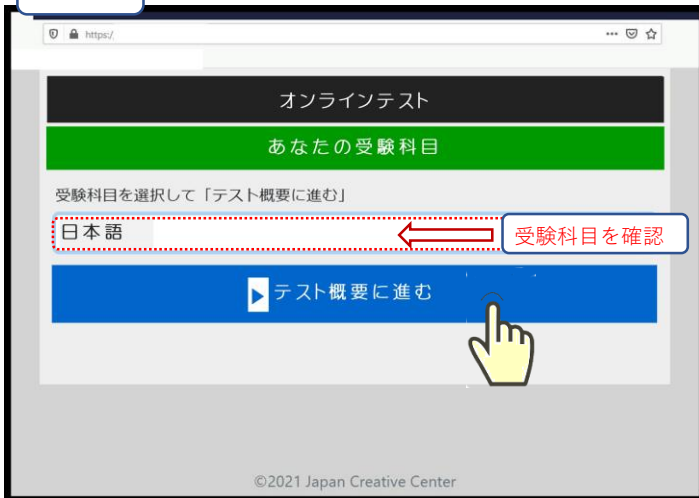 https:/
オンラインテスト
あなたの受験科目
受験科目を選択して「テスト概要に進む」
日本語
受験科目を確認
テスト概要に進む
©2021 Japan Creative Center